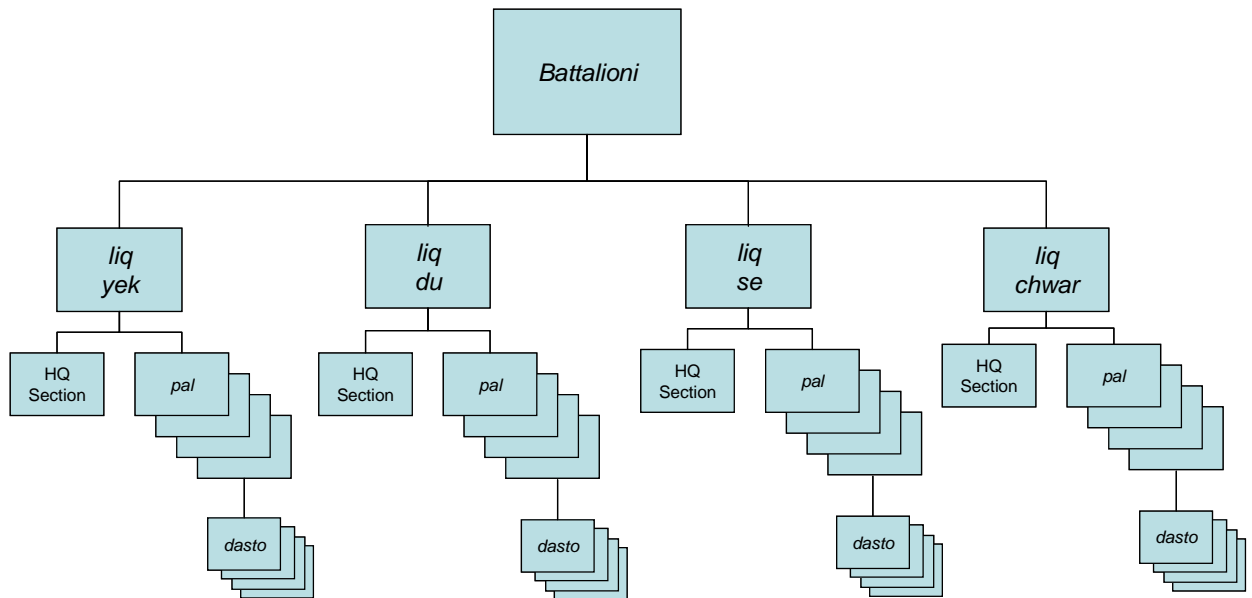 Battalioni
liq
yek
liq
du
liq
se
liq
chwar
HQ
Section
pal
HQ
Section
pal
HQ
Section
pal
HQ
Section
pal
dasto
dasto
dasto
dasto